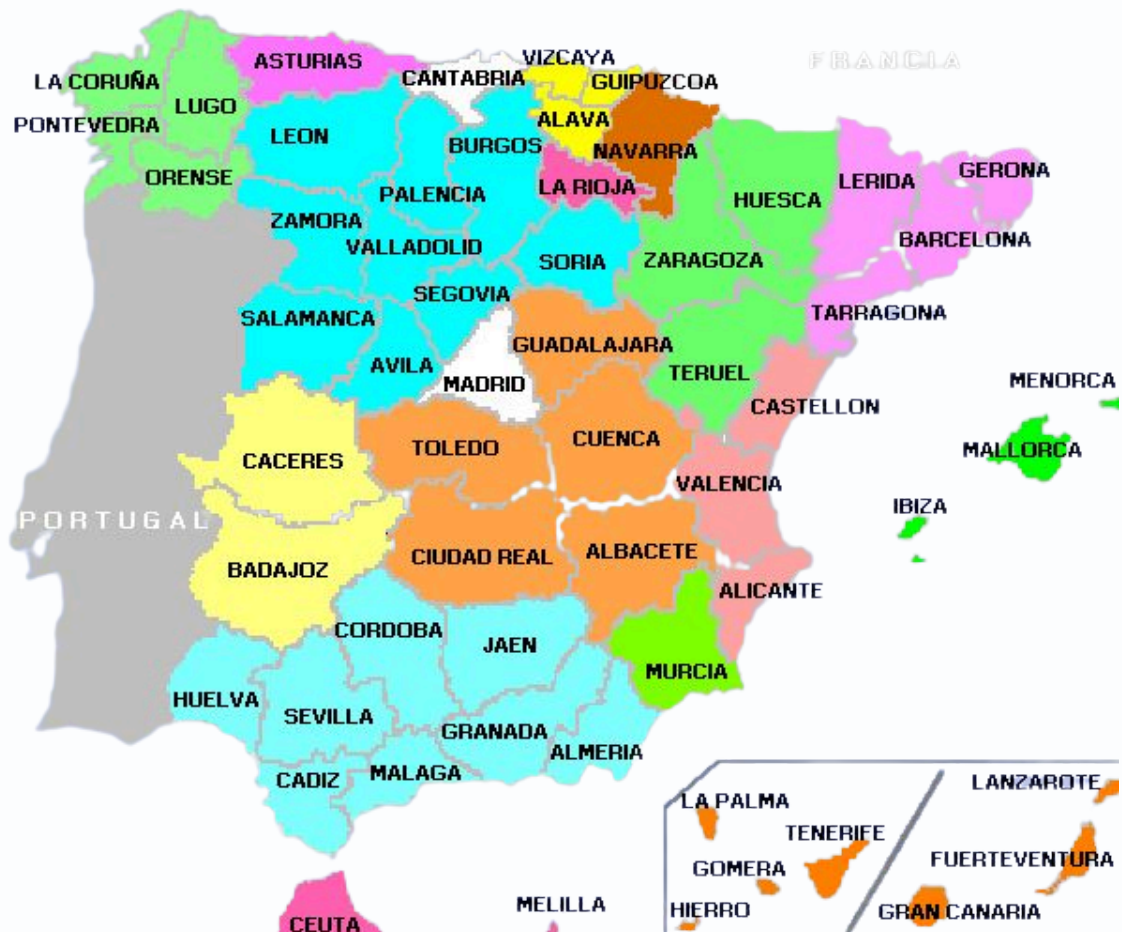 FRANCIA
ASTURIAS
VIZCAYA
CANTABRIA
GUIPUZCOA
LA CORUÑA
LUGO
PONTEVEDRA
ORENSE
LEON
BURGOS
ALAVA
NAVARRA
LA RIOJA
PALENCIA
HUESCA
LERIDA
GERONA
BARCELONA
ZAMORA
VALLADOLID
SORIA
ZARAGOZA
SEGOVIA
TARRAGONA
SALAMANCA
AVILA
GUADALAJARA
MADRID
TERUEL
CASTELLON
MENORCA
MALLORCA
IBIZA
CACERES
TOLEDO
CUENCA
VALENCIA
PORTUGAL
BADAJOZ
CIUDAD REAL
ALBACETE
ALICANTE
CORDOBA
JAEN
MURCIA
HUELVA
SEVILLA
GRANADA
ALMERIA
CADIZ
MALAGA
LA PALMA
TENERIFE
GOMERA
HIERRO
LANZAROTE
FUERTEVENTURA
GRAN CANARIA
CEUTA
MELILLA